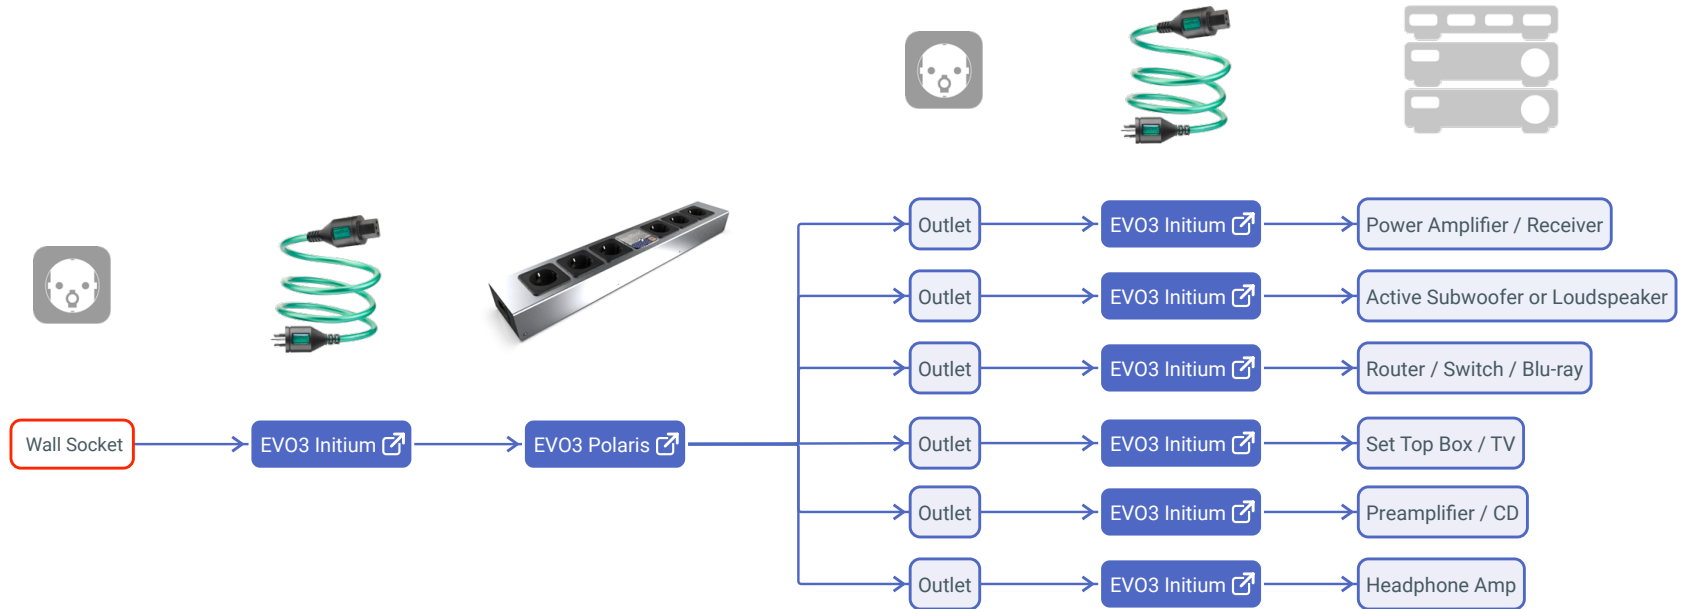 Outlet
EVO3 Initium
Power Amplifier / Receiver
Outlet
EVO3 Initium
Active Subwoofer or Loudspeaker
Outlet
EVO3 Initium
Router / Switch / Blu-ray
Wall Socket
EVO3 Initium
EVO3 Polaris
Outlet
EVO3 Initium
Set Top Box / TV
Outlet
EVO3 Initium
Preamplifier / CD
Outlet
EVO3 Initium
Headphone Amp